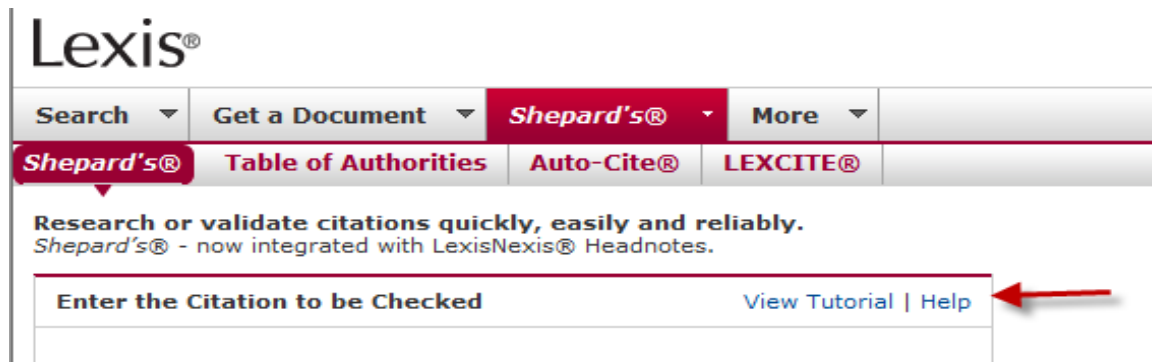 Lexis®
Search Get a Document Shepard's® More
Shepard's® Table of Authorities Auto-Cite® LEXCITE®
Research or validate citations quickly, easily and reliably.
Shepard's® - now integrated with LexisNexis® Headnotes.
Enter the Citation to be Checked View Tutorial | Help